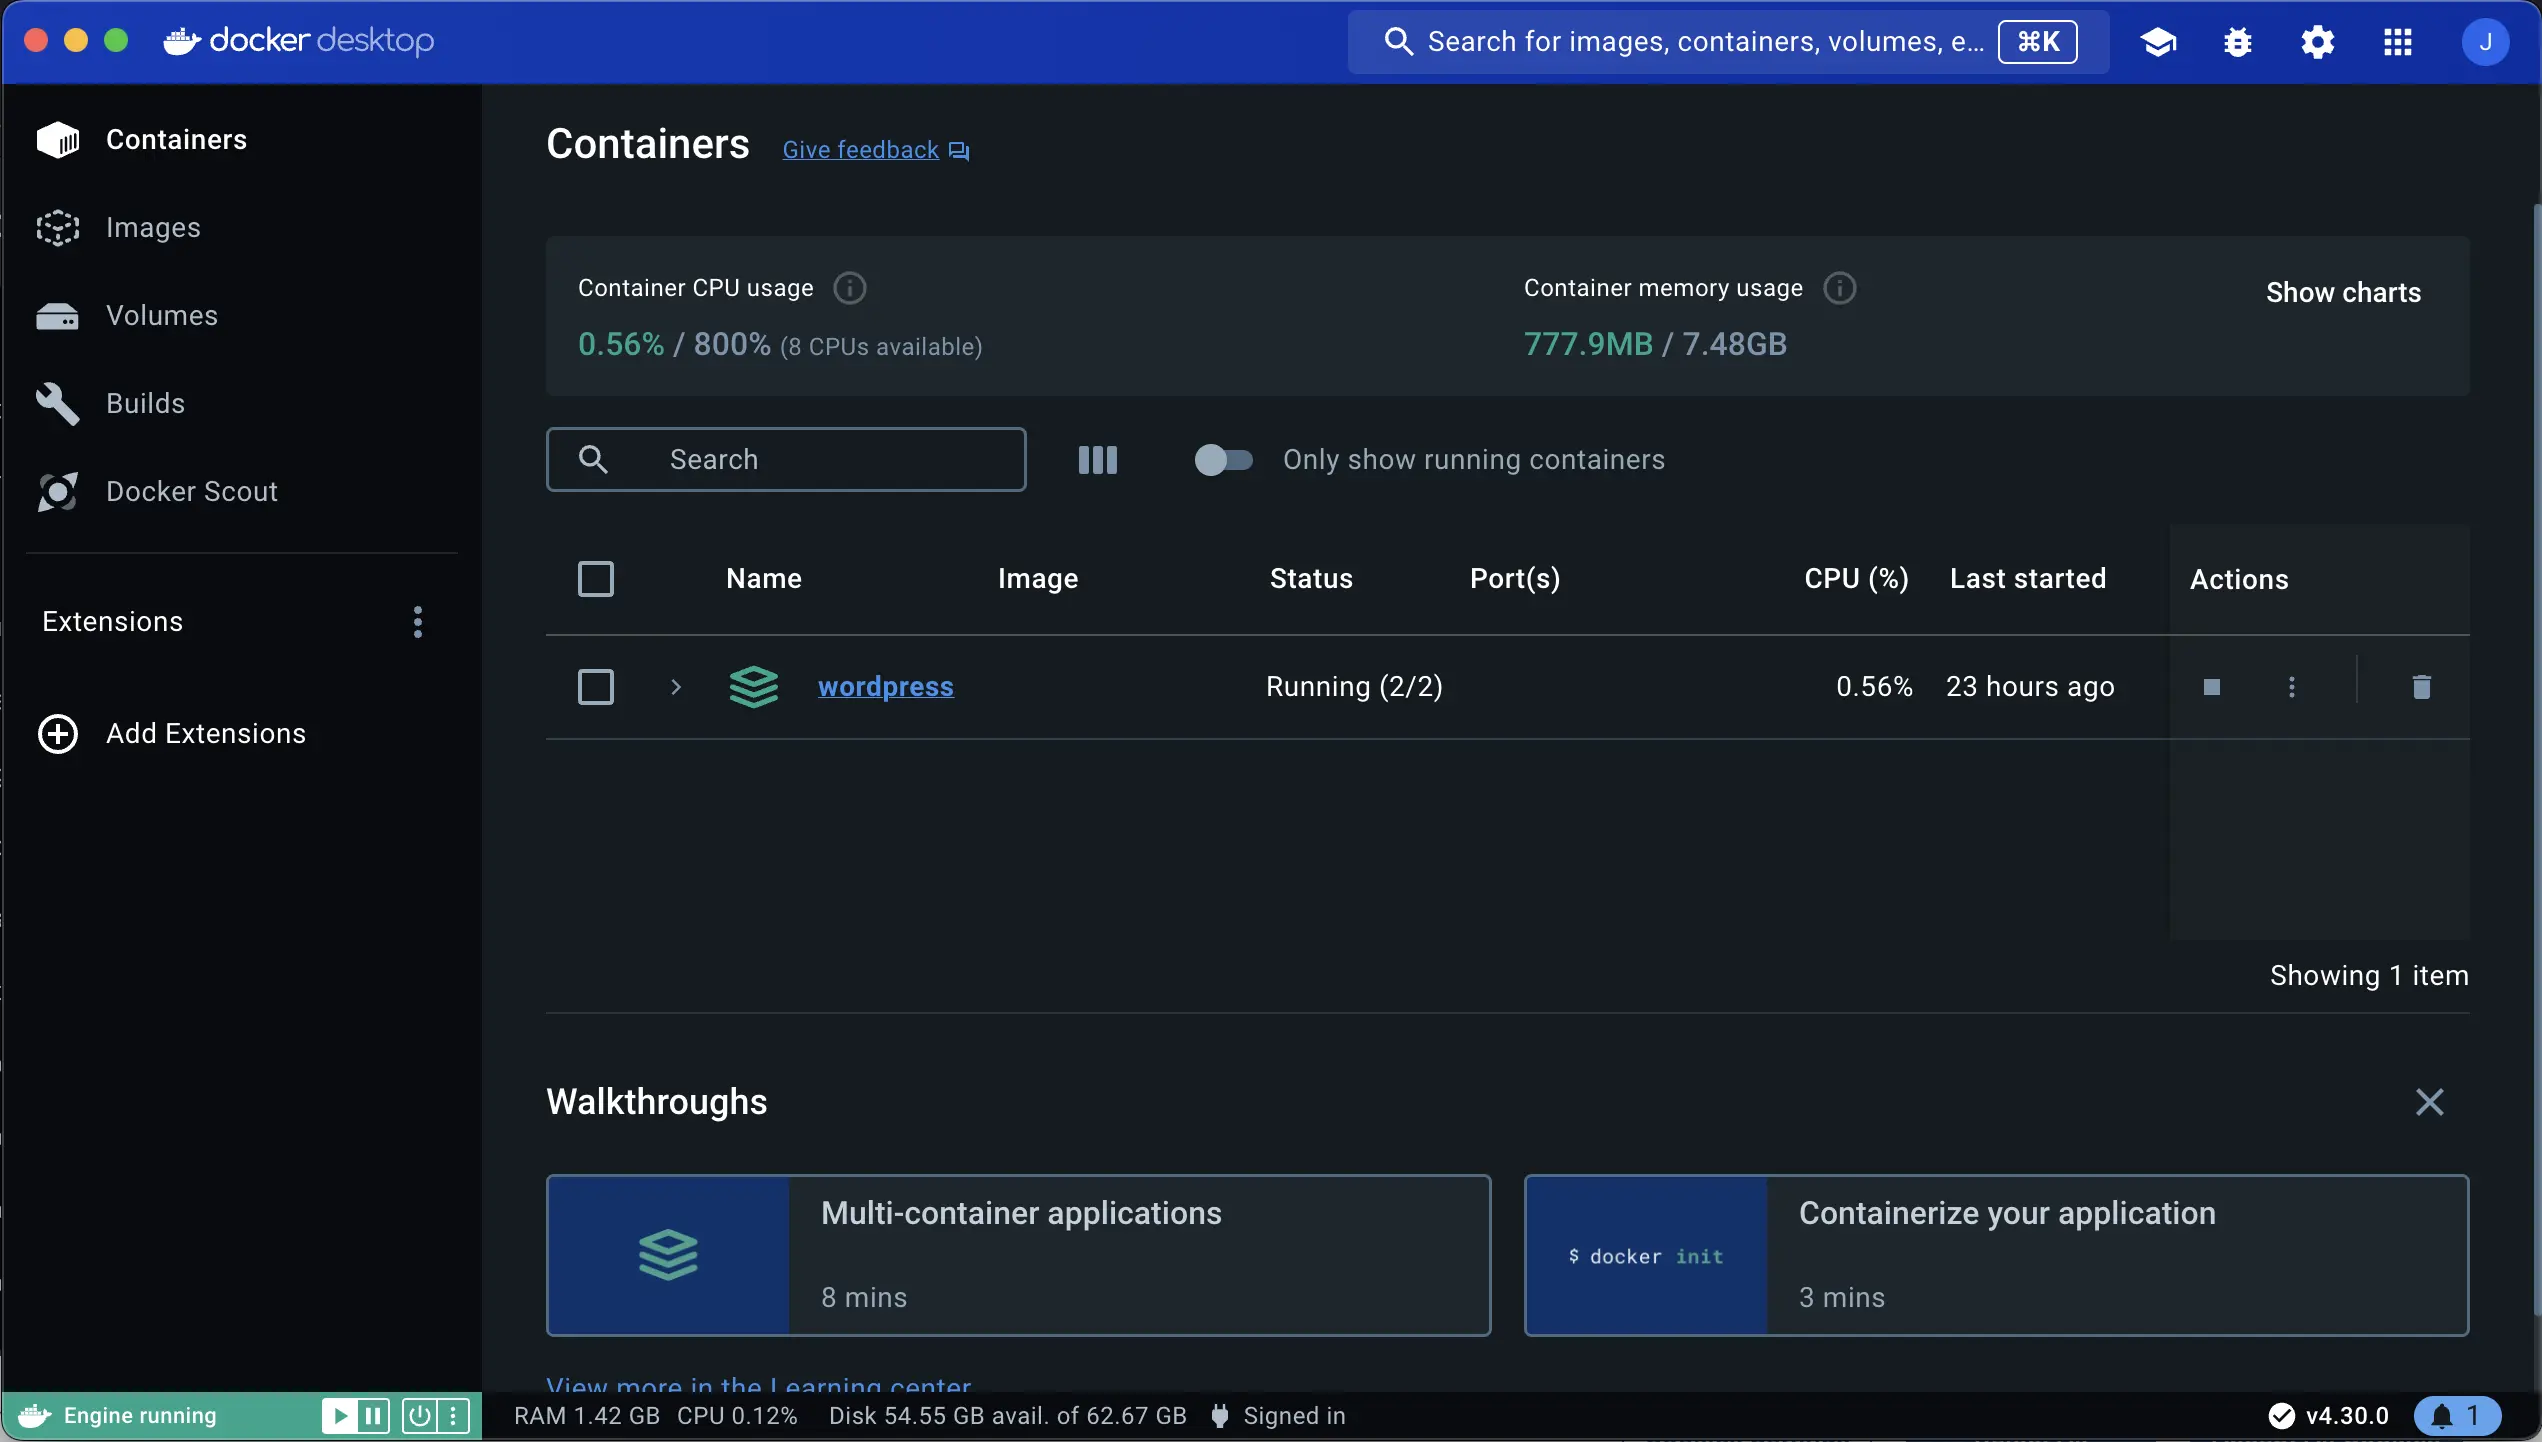 docker desktop
Search for images, containers, volumes, e... ⌘K
J
Containers
Images
Volumes
Builds
Docker Scout
Extensions
Add Extensions
Containers Give feedback
Container CPU usage
0.56% / 800% (8 CPUs available)
Container memory usage
777.9MB / 7.48GB
Show charts
Search
Only show running containers
Name Image Status Port(s) CPU (%) Last started Actions
wordpress Running (2/2) 0.56% 23 hours ago
Showing 1 item
Walkthroughs
Multi-container applications
8 mins
$ docker init
Containerize your application
3 mins
View more in the Learning center
Engine running
RAM 1.42 GB CPU 0.12% Disk 54.55 GB avail. of 62.67 GB Signed in
v4.30.0
1